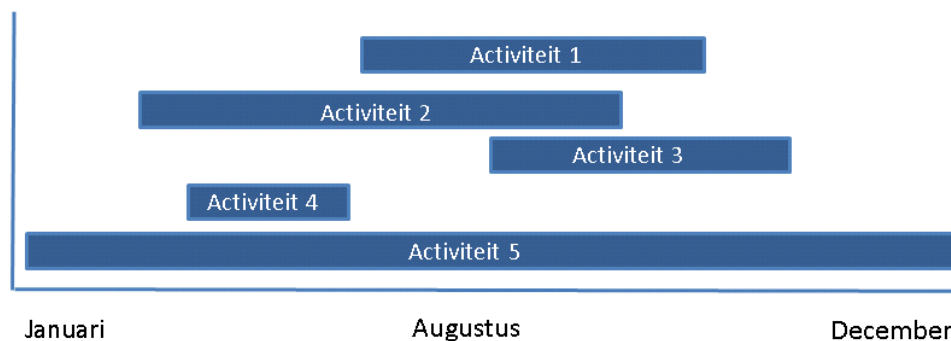 Activiteit 1
Activiteit 2
Activiteit 3
Activiteit 4
Activiteit 5
Januari Augustus December